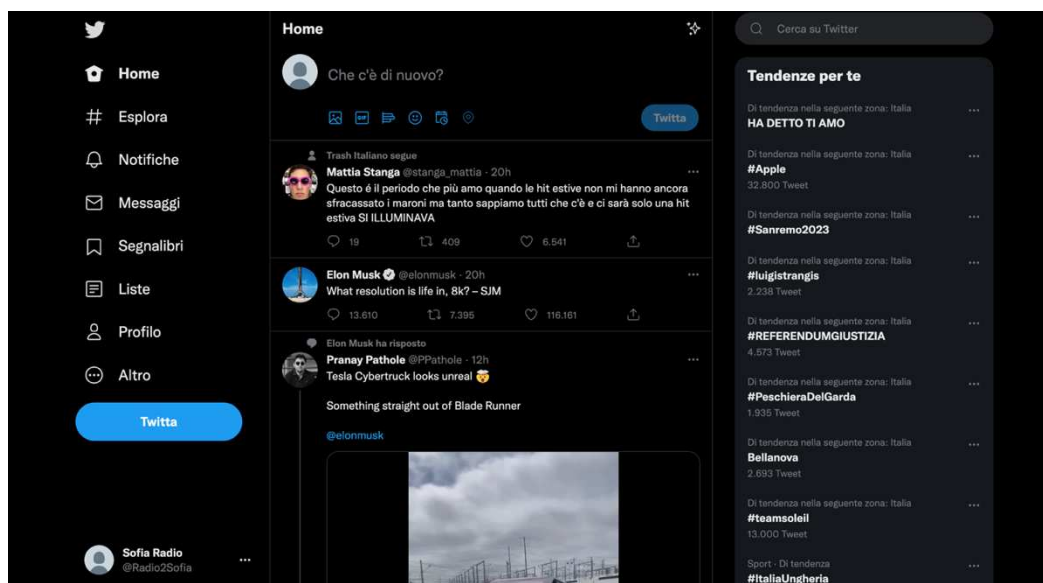 Home
Esplora
Notifiche
Messaggi
Segnalibri
Liste
Profilo
Altro
Twitta
Sofia Radio
@Radio2Sofia
Home
Che c'è di nuovo?
GIF
Twitta
Trash Italiano segue
Mattia Stanga @stanga_mattia · 20h
Questo é il periodo che più amo quando le hit estive non mi hanno ancora
sfracassato i maroni ma tanto sappiamo tutti che c'è e ci sarà solo una hit
estiva SI ILLUMINAVA
19 409 6.541
Elon Musk @elonmusk · 20h
What resolution is life in, 8k? – SJM
13.610 7.395 116.161
Elon Musk ha risposto
Pranay Pathole @PPathole · 12h
Tesla Cybertruck looks unreal 🤯
Something straight out of Blade Runner
@elonmusk
Cerca su Twitter
Tendenze per te
Di tendenza nella seguente zona: Italia
HA DETTO TI AMO
Di tendenza nella seguente zona: Italia
#Apple
32.800 Tweet
Di tendenza nella seguente zona: Italia
#Sanremo2023
Di tendenza nella seguente zona: Italia
#luigistrangis
2.238 Tweet
Di tendenza nella seguente zona: Italia
#REFERENDUMGIUSTIZIA
4.573 Tweet
Di tendenza nella seguente zona: Italia
#PeschieraDelGarda
1.935 Tweet
Di tendenza nella seguente zona: Italia
Bellanova
2.693 Tweet
Di tendenza nella seguente zona: Italia
#teamsoleil
13.000 Tweet
Sport · Di tendenza
#ItaliaUngheria